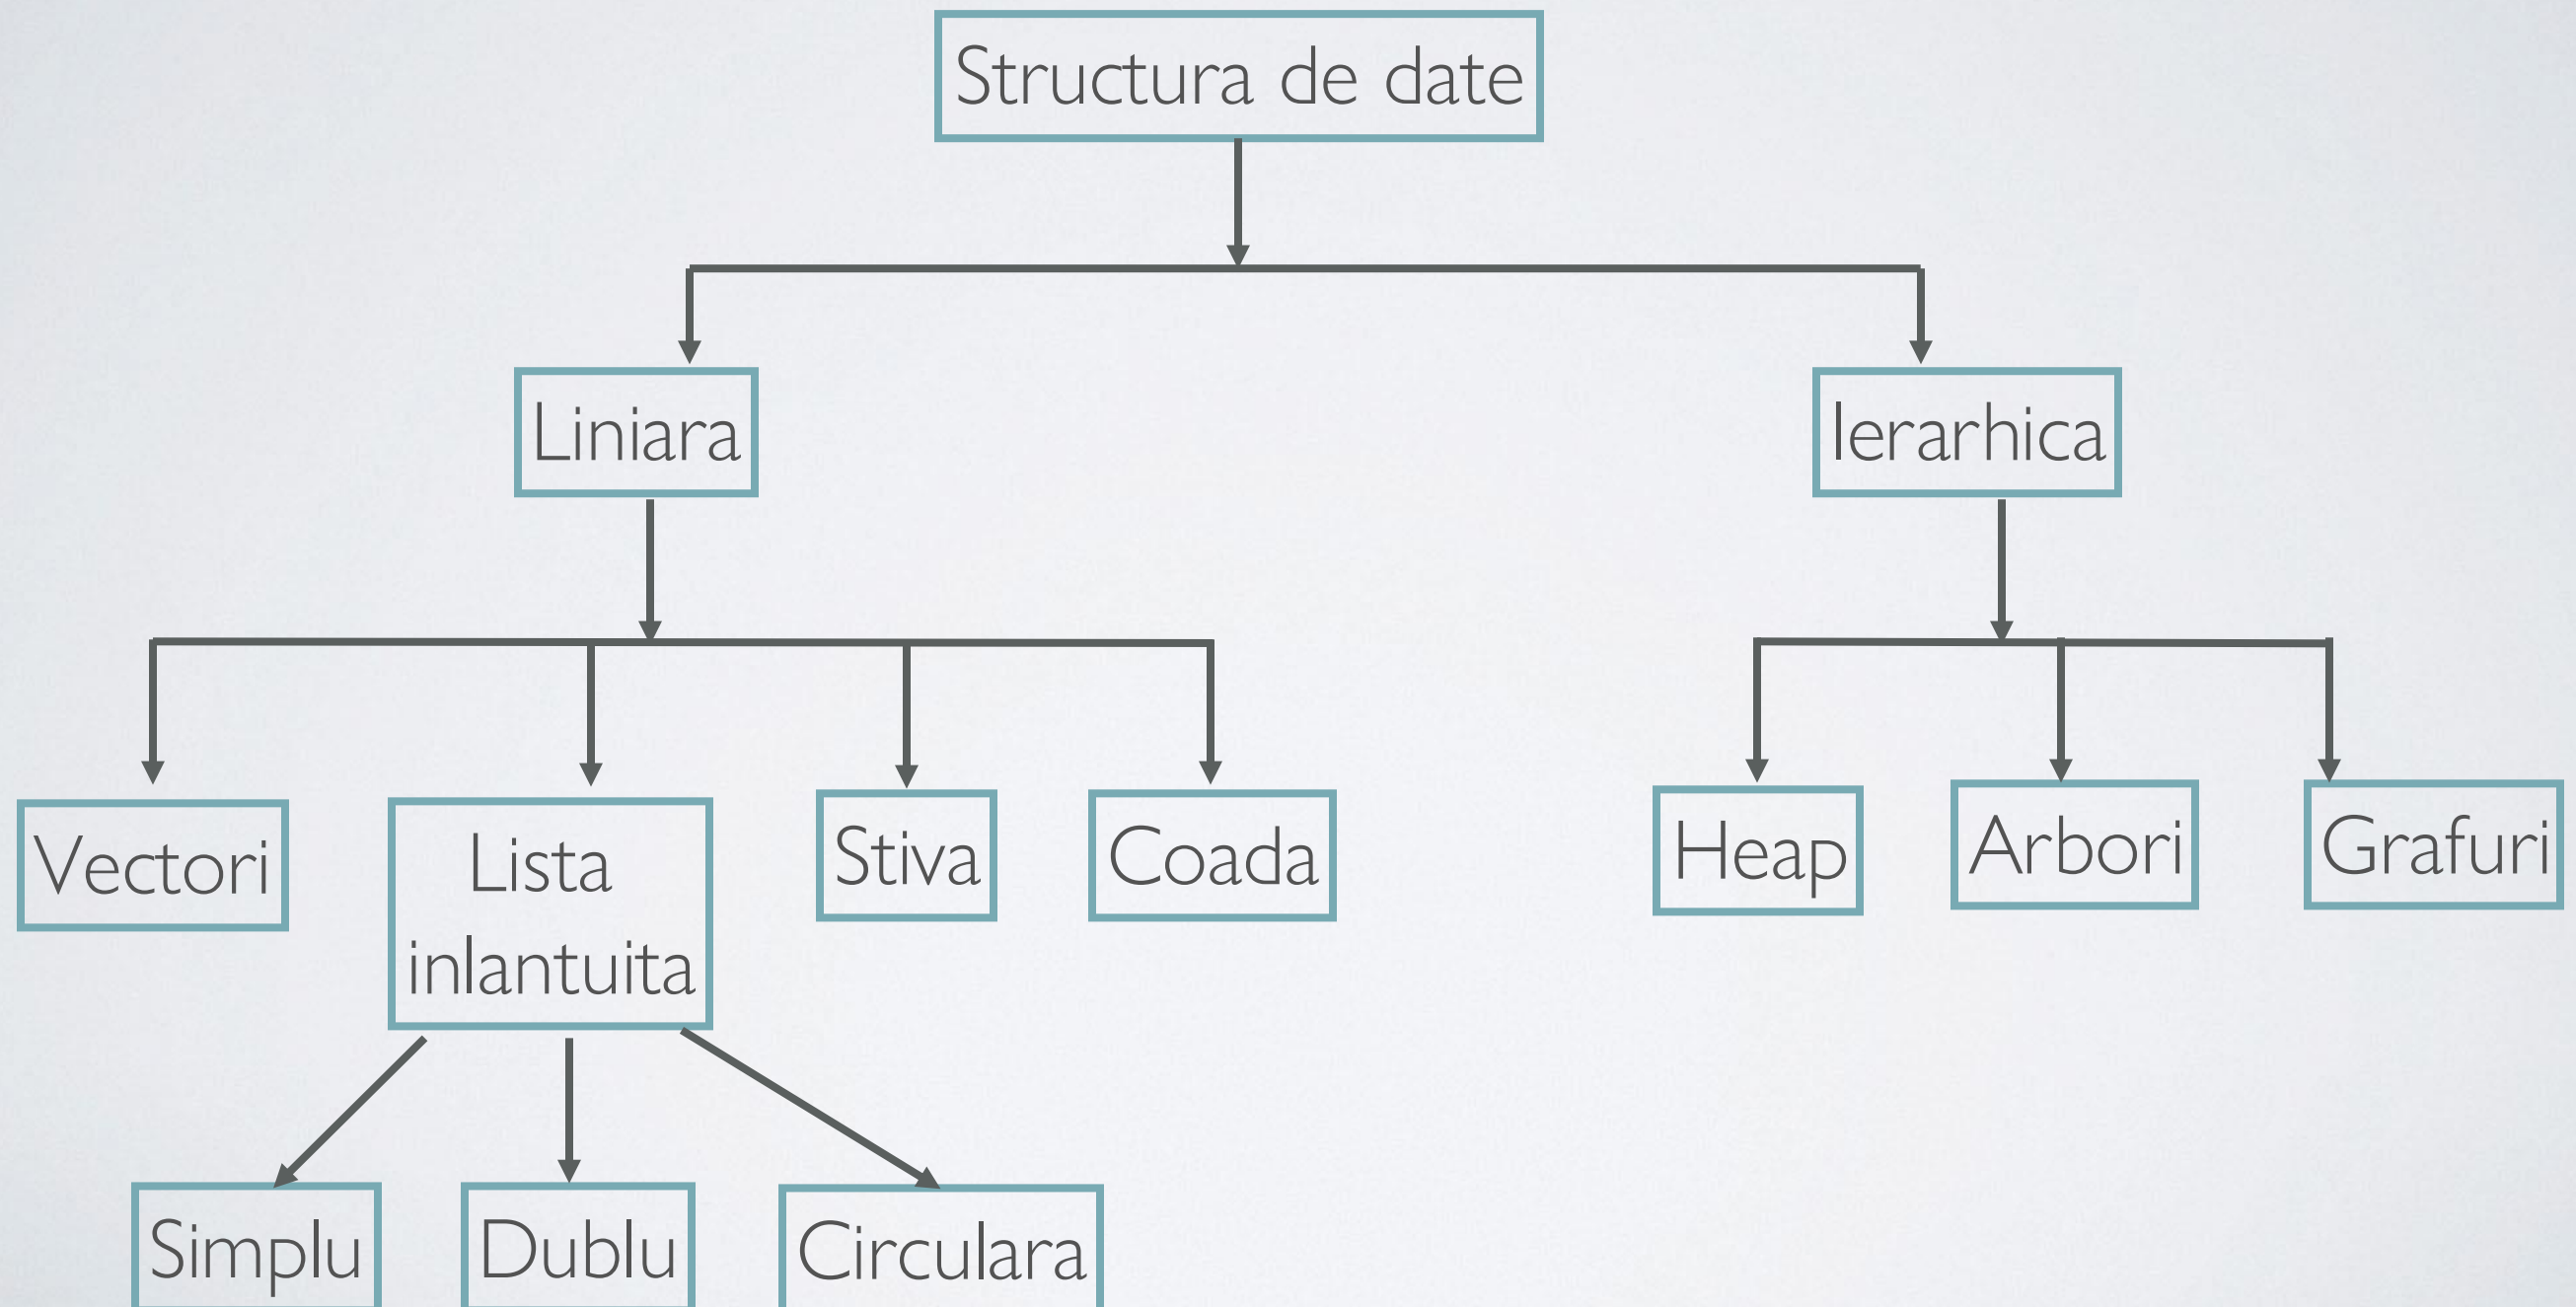 Structura de date
Liniara
Ierarhica
Vectori
Lista
inlantuita
Stiva
Coada
Heap
Arbori
Grafuri
Simplu
Dublu
Circulara